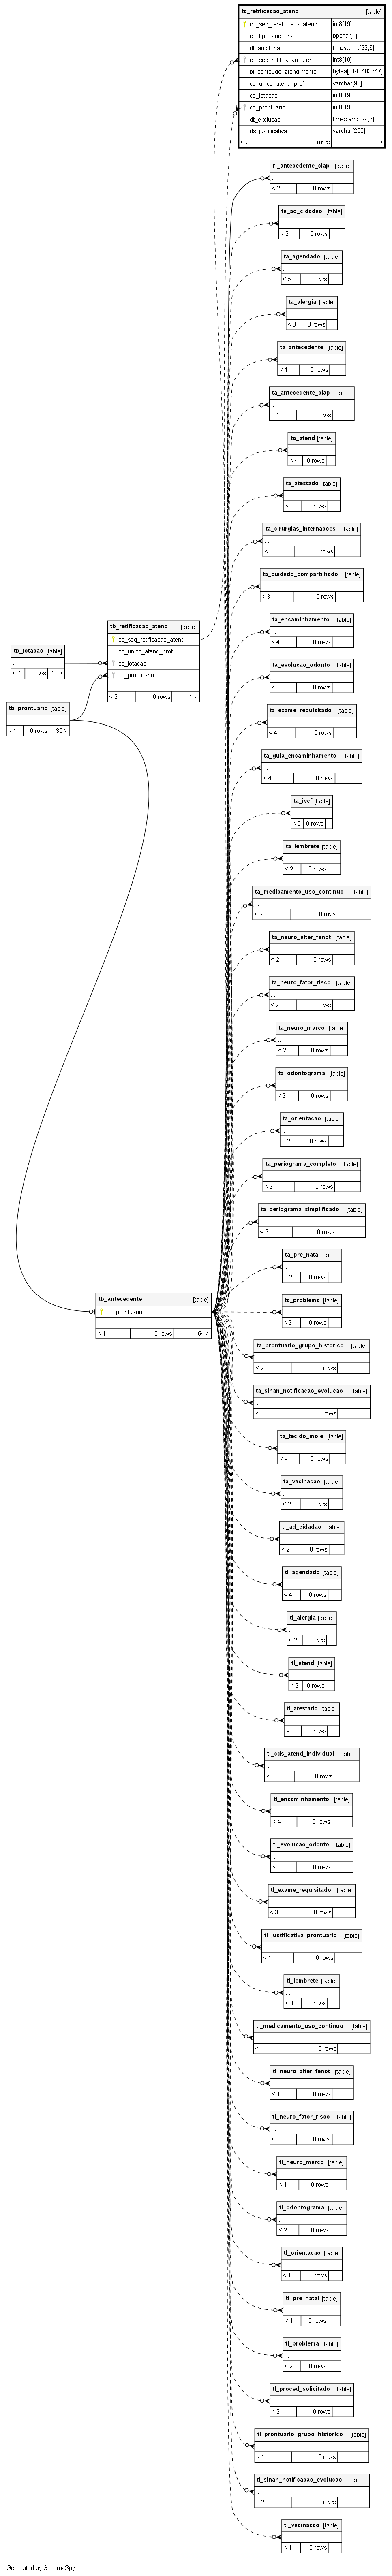 ta_retificacao_atend [table]
co_seq_taretificacaoatend int8[19]
co_bpo_auditoria bpchar[1]
dt_auditoria timestamp[29,6]
co_seq_retificacao_atend int8[19]
bl_conteudo_atendimento bytea[2147483647]
co_unico_atend_prof varchar[96]
co_lotacao int8[19]
co_prontuario int8[19]
dt_exclusao timestamp[29,6]
ds_justificativa varchar[200]
< 2 0 rows 0 >
rl_antecedente_ciap [table]
...
< 2 0 rows
ta_ad_cidadao [table]
...
< 3 0 rows
ta_agendado [table]
...
< 5 0 rows
ta_alergia [table]
...
< 3 0 rows
ta_antecedente [table]
...
< 1 0 rows
ta_antecedente_ciap [table]
...
< 1 0 rows
ta_atend [table]
...
< 4 0 rows
ta_atestado [table]
...
< 3 0 rows
ta_cirurgias_internacoes [table]
...
< 2 0 rows
ta_cuidado_compartilhado [table]
...
< 3 0 rows
ta_encaminhamento [table]
...
< 4 0 rows
tb_retificacao_atend [table]
co_seq_retificacao_atend
co_unico_atend_prof
co_lotacao
co_prontuario
...
< 2 0 rows 1 >
tb_lotacao [table]
...
< 4 0 rows 18 >
tb_prontuario [table]
...
< 1 0 rows 35 >
ta_evolucao_odonto [table]
...
< 3 0 rows
ta_exame_requisitado [table]
...
< 4 0 rows
ta_guia_encaminhamento [table]
...
< 4 0 rows
ta_ivcf [table]
...
< 2 0 rows
ta_lembrete [table]
...
< 2 0 rows
ta_medicamento_uso_continuo [table]
...
< 2 0 rows
ta_neuro_alter_fenot [table]
...
< 2 0 rows
ta_neuro_fator_risco [table]
...
< 2 0 rows
ta_neuro_marco [table]
...
< 2 0 rows
ta_odontograma [table]
...
< 3 0 rows
ta_orientacao [table]
...
< 2 0 rows
ta_periograma_completo [table]
...
< 3 0 rows
ta_periograma_simplificado [table]
...
< 2 0 rows
ta_pre_natal [table]
...
< 2 0 rows
tb_antecedente [table]
co_prontuario
...
< 1 0 rows 54 >
ta_problema [table]
...
< 3 0 rows
ta_prontuario_grupo_historico [table]
...
< 2 0 rows
ta_sinan_notificacao_evolucao [table]
...
< 3 0 rows
ta_tecido_mole [table]
...
< 4 0 rows
ta_vacinacao [table]
...
< 2 0 rows
tl_ad_cidadao [table]
...
< 2 0 rows
tl_agendado [table]
...
< 4 0 rows
tl_alergia [table]
...
< 2 0 rows
tl_atend [table]
...
< 3 0 rows
tl_atestado [table]
...
< 1 0 rows
tl_cds_atend_individual [table]
...
< 8 0 rows
tl_encaminhamento [table]
...
< 4 0 rows
tl_evolucao_odonto [table]
...
< 2 0 rows
tl_exame_requisitado [table]
...
< 3 0 rows
tl_justificativa_prontuario [table]
...
< 1 0 rows
tl_lembrete [table]
...
< 1 0 rows
tl_medicamento_uso_continuo [table]
...
< 1 0 rows
tl_neuro_alter_fenot [table]
...
< 1 0 rows
tl_neuro_fator_risco [table]
...
< 1 0 rows
tl_neuro_marco [table]
...
< 1 0 rows
tl_odontograma [table]
...
< 2 0 rows
tl_orientacao [table]
...
< 1 0 rows
tl_pre_natal [table]
...
< 1 0 rows
tl_problema [table]
...
< 2 0 rows
tl_proced_solicitado [table]
...
< 2 0 rows
tl_prontuario_grupo_historico [table]
...
< 1 0 rows
tl_sinan_notificacao_evolucao [table]
...
< 2 0 rows
tl_vacinacao [table]
...
< 1 0 rows
Generated by SchemaSpy